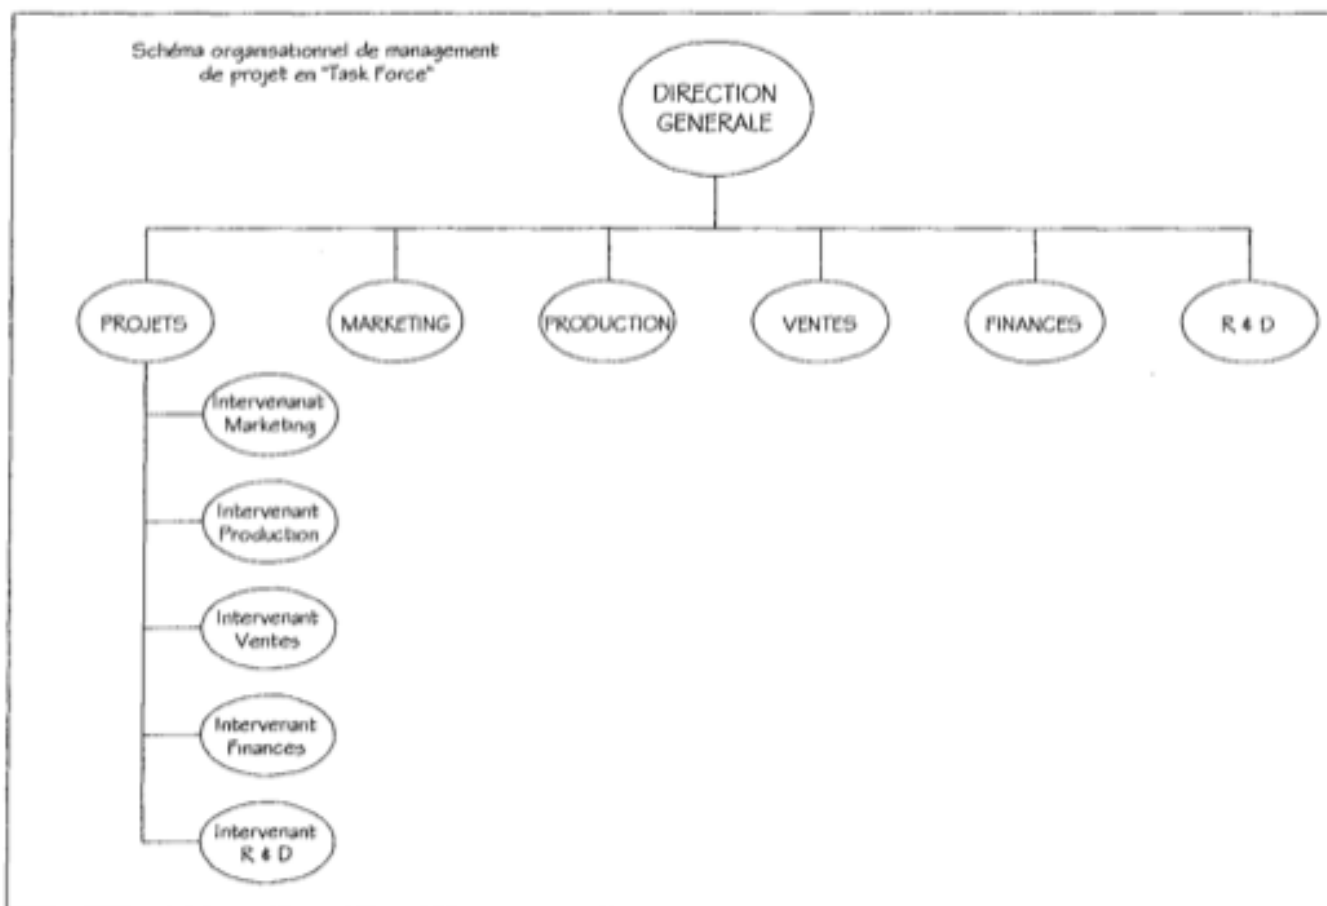 Schéma organisationnel de management
de projet en "Task Force"
DIRECTION
GENERALE
PROJETS
MARKETING
PRODUCTION
VENTES
FINANCES
R & D
Intervenanat
Marketing
Intervenant
Production
Intervenant
Ventes
Intervenant
Finances
Intervenant
R & D